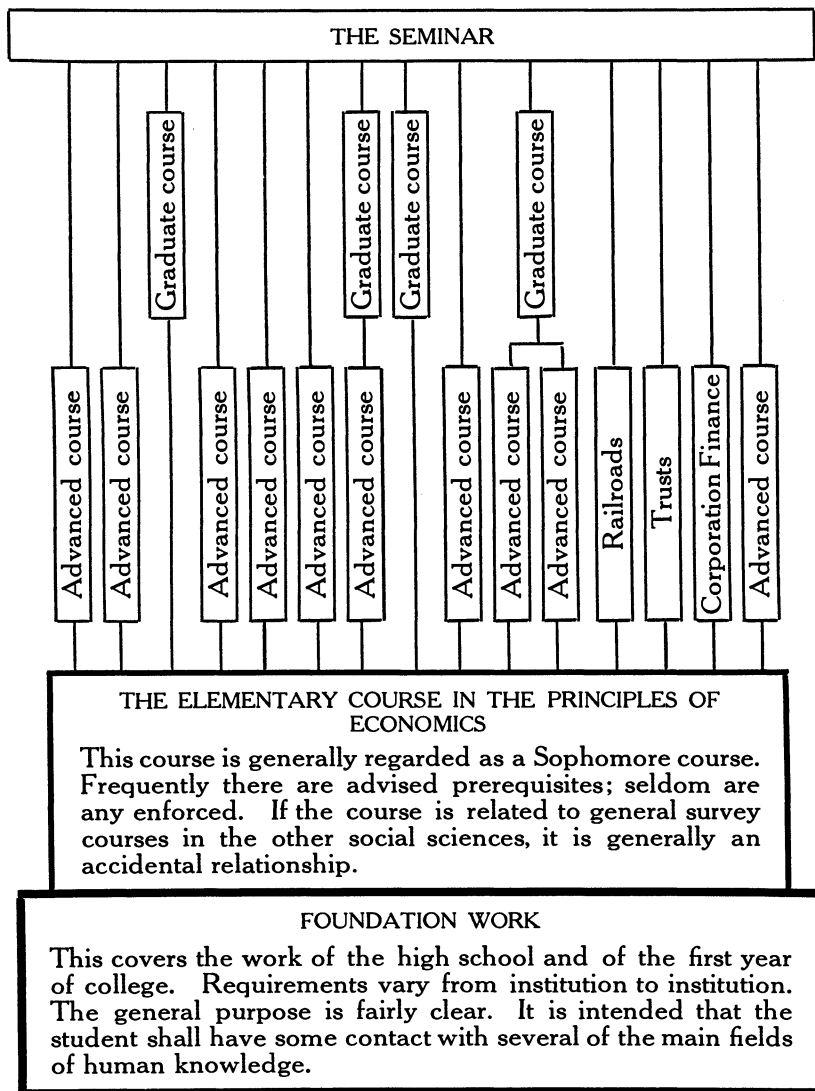 THE SEMINAR
Graduate course
Graduate course
Graduate course
Graduate course
Advanced course
Advanced course
Advanced course
Advanced course
Advanced course
Advanced course
Advanced course
Advanced course
Advanced course
Railroads
Trusts
Corporation Finance
Advanced course
THE ELEMENTARY COURSE IN THE PRINCIPLES OF
ECONOMICS
This course is generally regarded as a Sophomore course.
Frequently there are advised prerequisites; seldom are
any enforced. If the course is related to general survey
courses in the other social sciences, it is generally an
accidental relationship.
FOUNDATION WORK
This covers the work of the high school and of the first year
of college. Requirements vary from institution to institution.
The general purpose is fairly clear. It is intended that the
student shall have some contact with several of the main fields
of human knowledge.